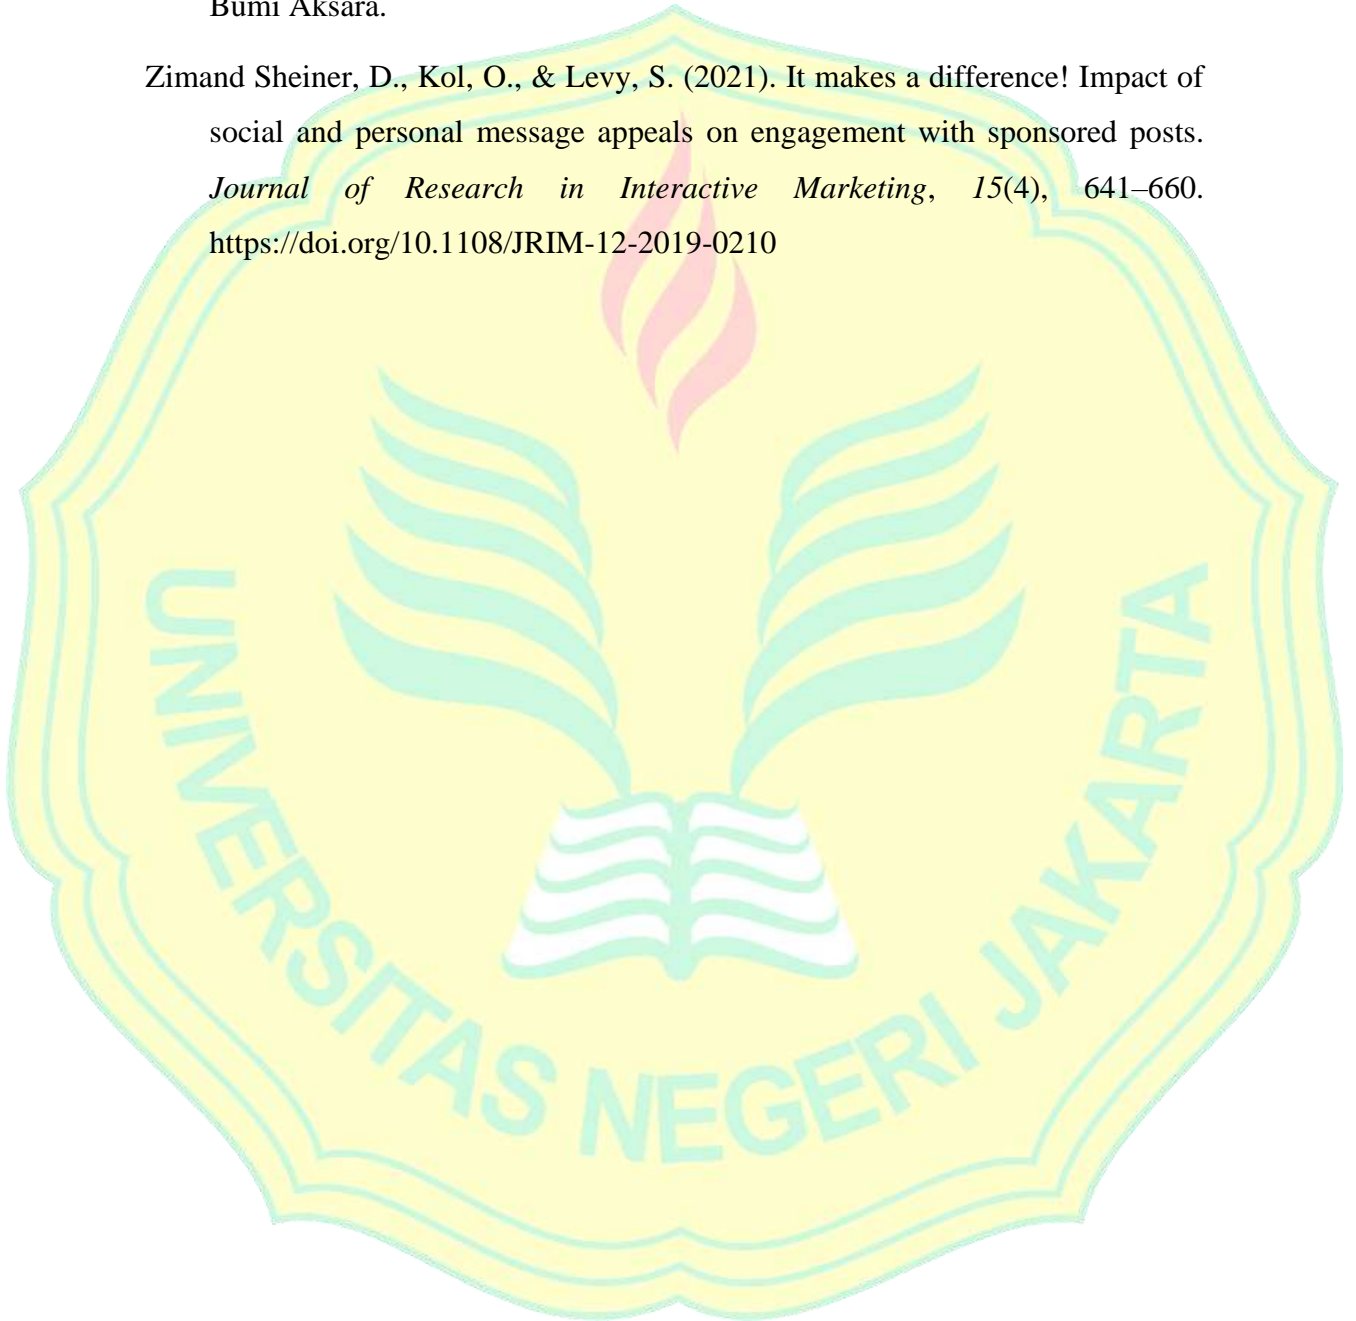 Bumi Aksara.
Zimand Sheiner, D., Kol, O., & Levy, S. (2021). It makes a difference! Impact of
social and personal message appeals on engagement with sponsored posts.
Journal of Research in Interactive Marketing, 15(4), 641–660.
https://doi.org/10.1108/JRIM-12-2019-0210
UNIVERSITAS NEGERI JAKARTA